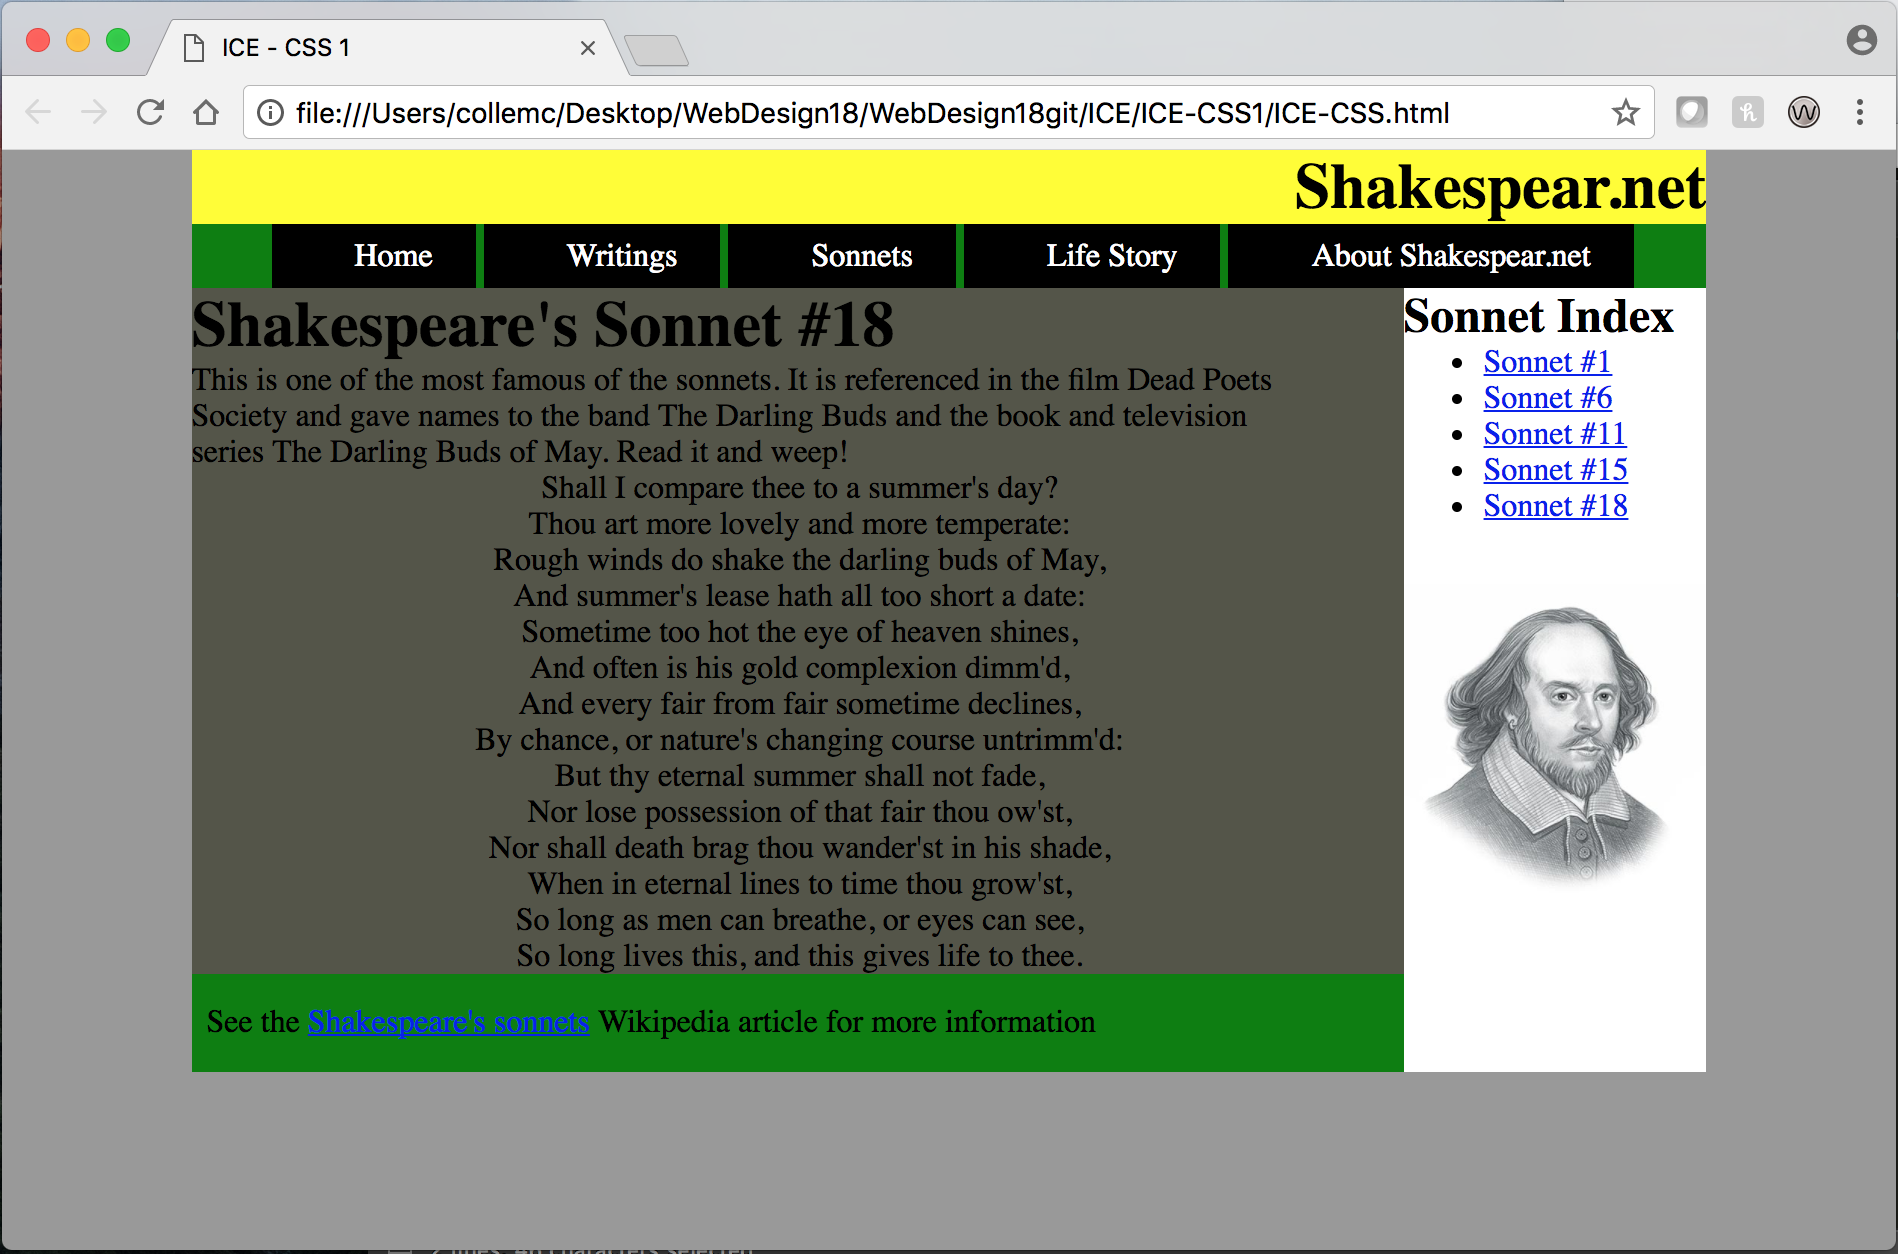 ICE - CSS 1
file:///Users/collemc/Desktop/WebDesign18/WebDesign18git/ICE/ICE-CSS1/ICE-CSS.html
Shakespear.net
Home Writings Sonnets Life Story About Shakespear.net
Shakespeare's Sonnet #18
This is one of the most famous of the sonnets. It is referenced in the film Dead Poets
Society and gave names to the band The Darling Buds and the book and television
series The Darling Buds of May. Read it and weep!
Shall I compare thee to a summer's day?
Thou art more lovely and more temperate:
Rough winds do shake the darling buds of May,
And summer's lease hath all too short a date:
Sometime too hot the eye of heaven shines,
And often is his gold complexion dimm'd,
And every fair from fair sometime declines,
By chance, or nature's changing course untrimm'd:
But thy eternal summer shall not fade,
Nor lose possession of that fair thou ow'st,
Nor shall death brag thou wander'st in his shade,
When in eternal lines to time thou grow'st,
So long as men can breathe, or eyes can see,
So long lives this, and this gives life to thee.
See the Shakespeare's sonnets Wikipedia article for more information
Sonnet Index
Sonnet #1
Sonnet #6
Sonnet #11
Sonnet #15
Sonnet #18